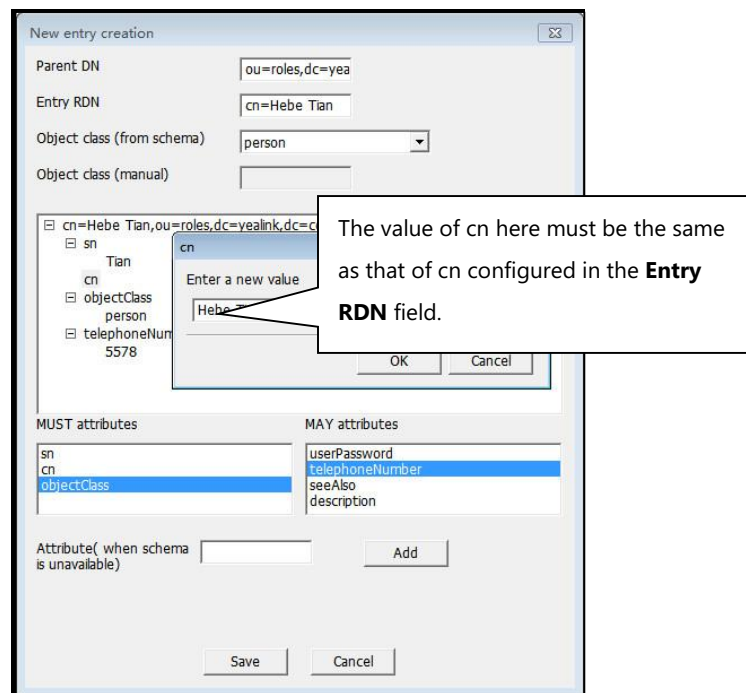 New entry creation
Parent DN
ou=roles,dc=yea
Entry RDN
cn=Hebe Tian
Object class (from schema)
person
Object class (manual)
cn=Hebe Tian,ou=roles,dc=yealink,dc=c
sn
Tian
cn
objectClass
person
telephoneNum
5578
cn
Enter a new value
Hebe
OK
Cancel
The value of cn here must be the same
as that of cn configured in the Entry
RDN field.
MUST attributes
sn
cn
objectClass
MAY attributes
userPassword
telephoneNumber
seeAlso
description
Attribute( when schema
is unavailable)
Add
Save
Cancel